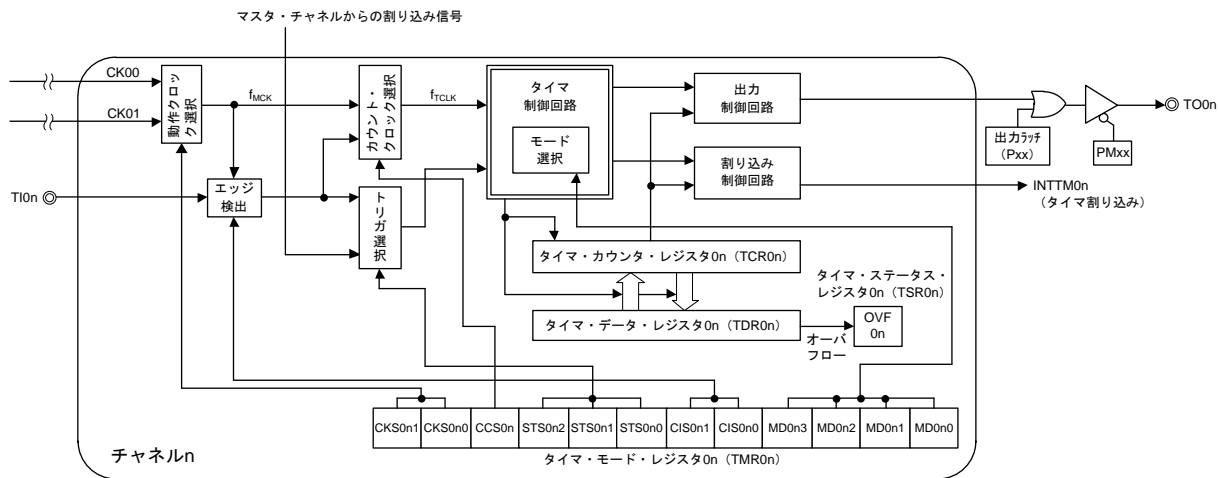 マスタ・チャネルからの割り込み信号
CK00
CK01
動作クロッ
ク選択
fMCK
カウント・
クロック選択
fTCLK
タイマ
制御回路
モード
選択
出力
制御回路
出力ﾗｯﾁ
(Pxx)
PMxx
TO0n
割り込み
制御回路
INTTM0n
（タイマ割り込み）
TI0n
エッジ
検出
トリガ選
択
タイマ・カウンタ・レジスタ0n（TCR0n）
タイマ・ステータス・
レジスタ0n（TSR0n）
タイマ・データ・レジスタ0n（TDR0n）
オーバ
フロー
OVF
0n
CKS0n1 CKS0n0 CCS0n STS0n2 STS0n1 STS0n0 CIS0n1 CIS0n0 MD0n3 MD0n2 MD0n1 MD0n0
タイマ・モード・レジスタ0n（TMR0n）
チャネルn